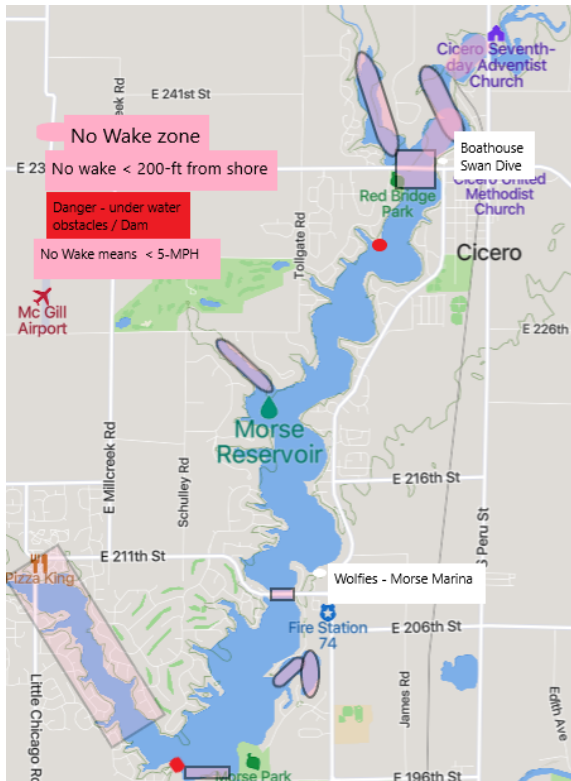 Cicero Seventh-
day Adventist
Church
E 241st St
No Wake zone
Boathouse
Swan Dive
E 23
No wake < 200-ft from shore
Cicero United
Methodist
Church
Red Bridge
Park
Danger - under water
obstacles / Dam
Tollgate Rd
Cicero
No Wake means < 5-MPH
Mc Gill
Airport
E 226th
Morse
Reservoir
E Millcreek Rd
Schulley Rd
E 216th St
S Peru St
E 211th St
Pizza King
Wolfies - Morse Marina
Fire Station
74
E 206th St
James Rd
Little Chicago Rd
Edith Ave
Morse Park
E 196th St